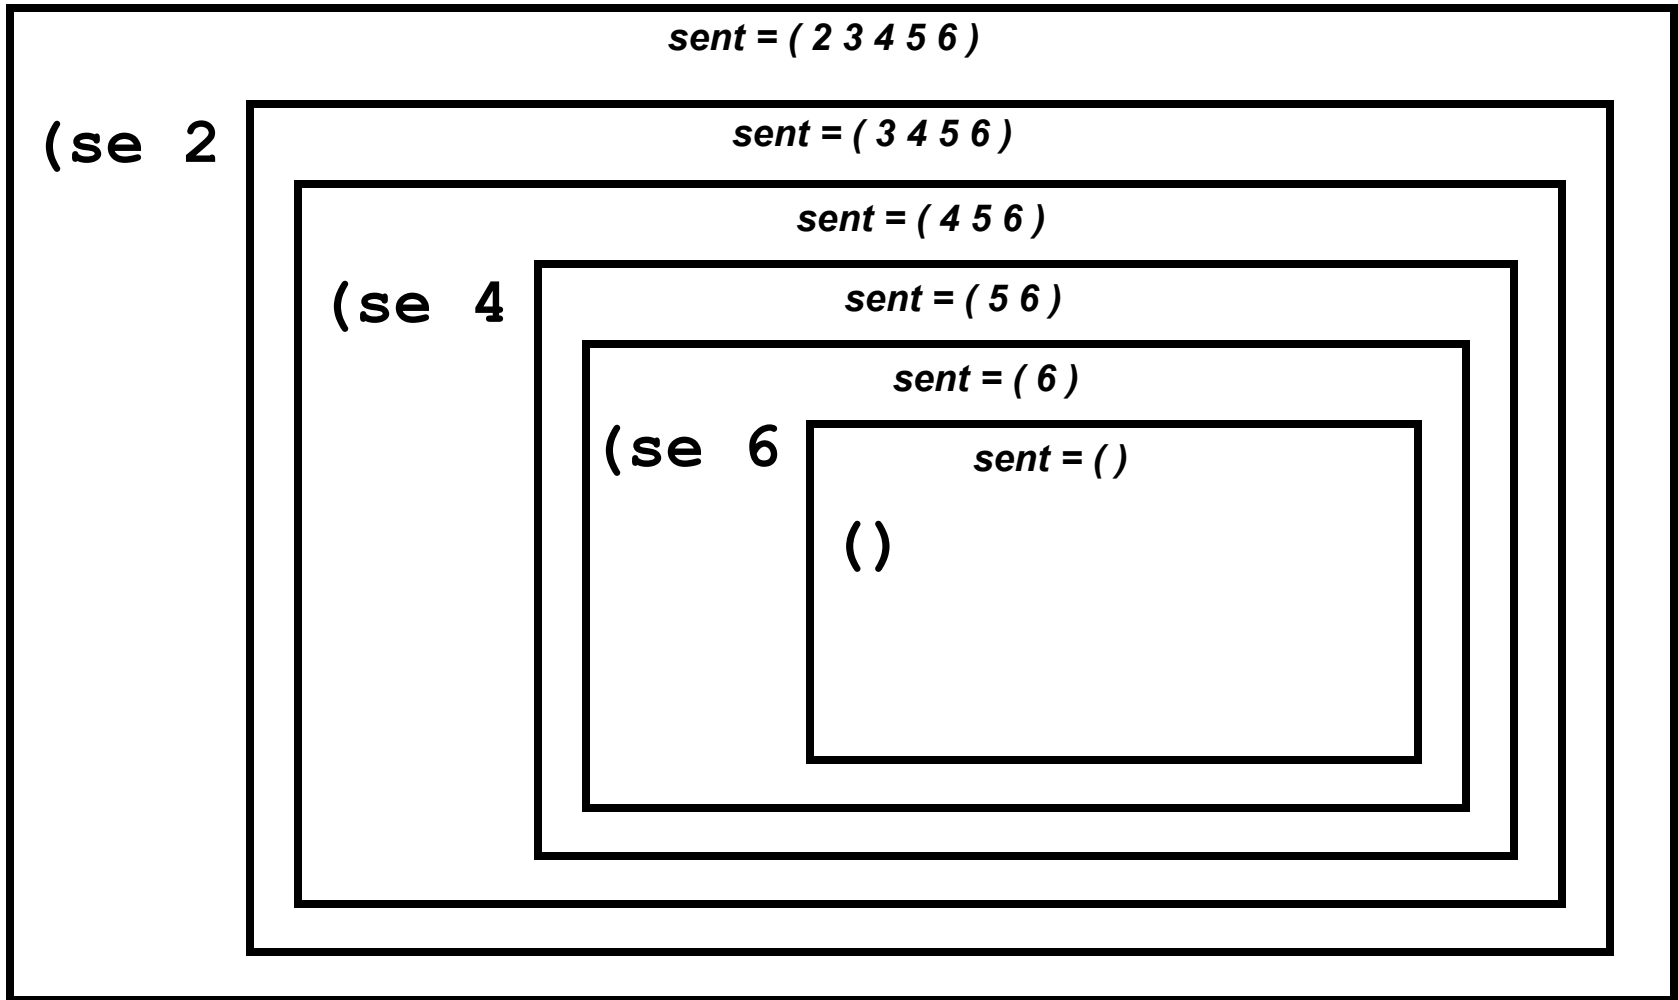 sent = ( 2 3 4 5 6 )
(se 2
sent = ( 3 4 5 6 )
sent = ( 4 5 6 )
(se 4
sent = ( 5 6 )
sent = ( 6 )
(se 6
sent = ( )
()